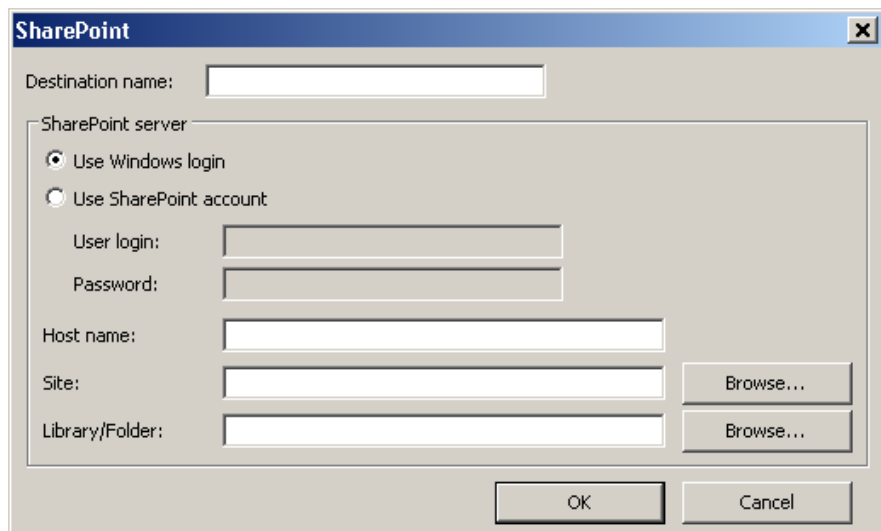 SharePoint
Destination name:
SharePoint server
Use Windows login
Use SharePoint account
User login:
Password:
Host name:
Site:
Browse...
Library/Folder:
Browse...
OK Cancel